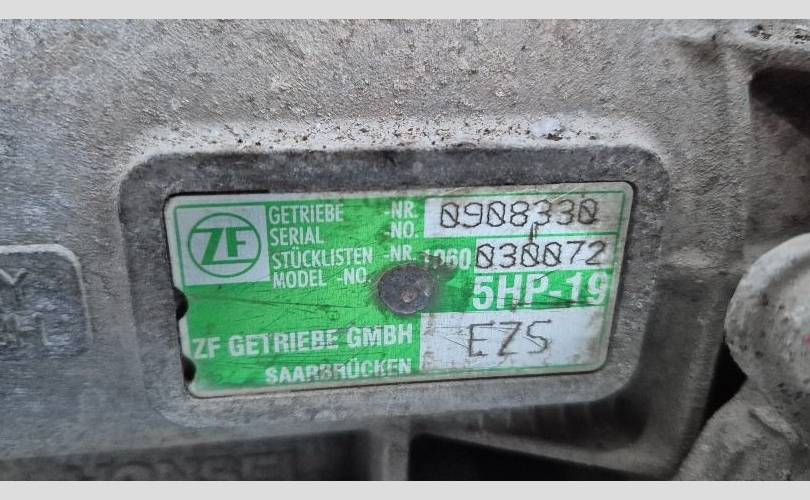 ZF
GETRIEBE -NR. 0908330
SERIAL -NO.
STÜCKLISTEN -NR. 1060 030072
MODEL -NO.
5HP-19
ZF GETRIEBE GMBH EZS
SAARBRÜCKEN